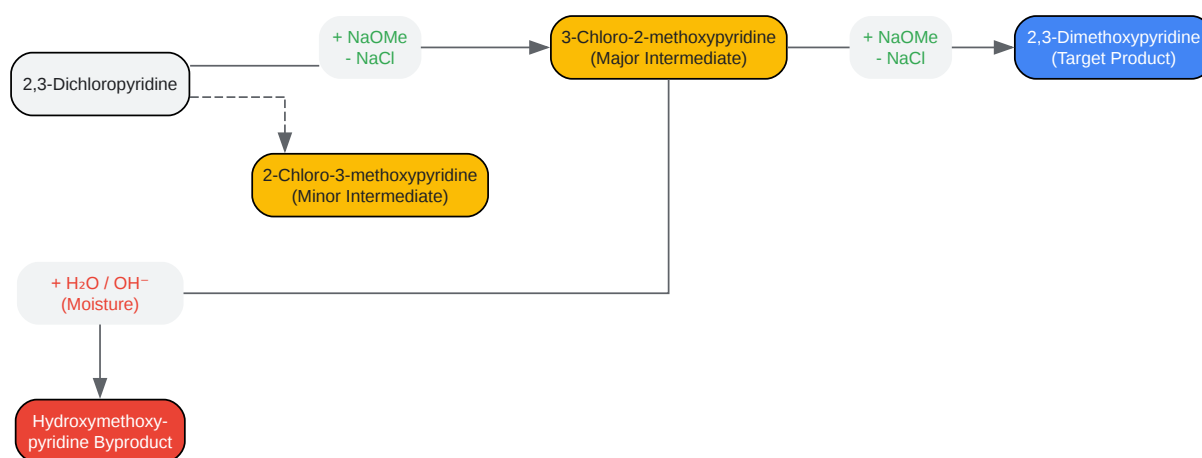 2,3-Dichloropyridine
+ NaOMe
- NaCl
3-Chloro-2-methoxypyridine
(Major Intermediate)
+ NaOMe
- NaCl
2,3-Dimethoxypyridine
(Target Product)
2-Chloro-3-methoxypyridine
(Minor Intermediate)
+ H₂O / OH⁻
(Moisture)
Hydroxymethoxy-
pyridine Byproduct